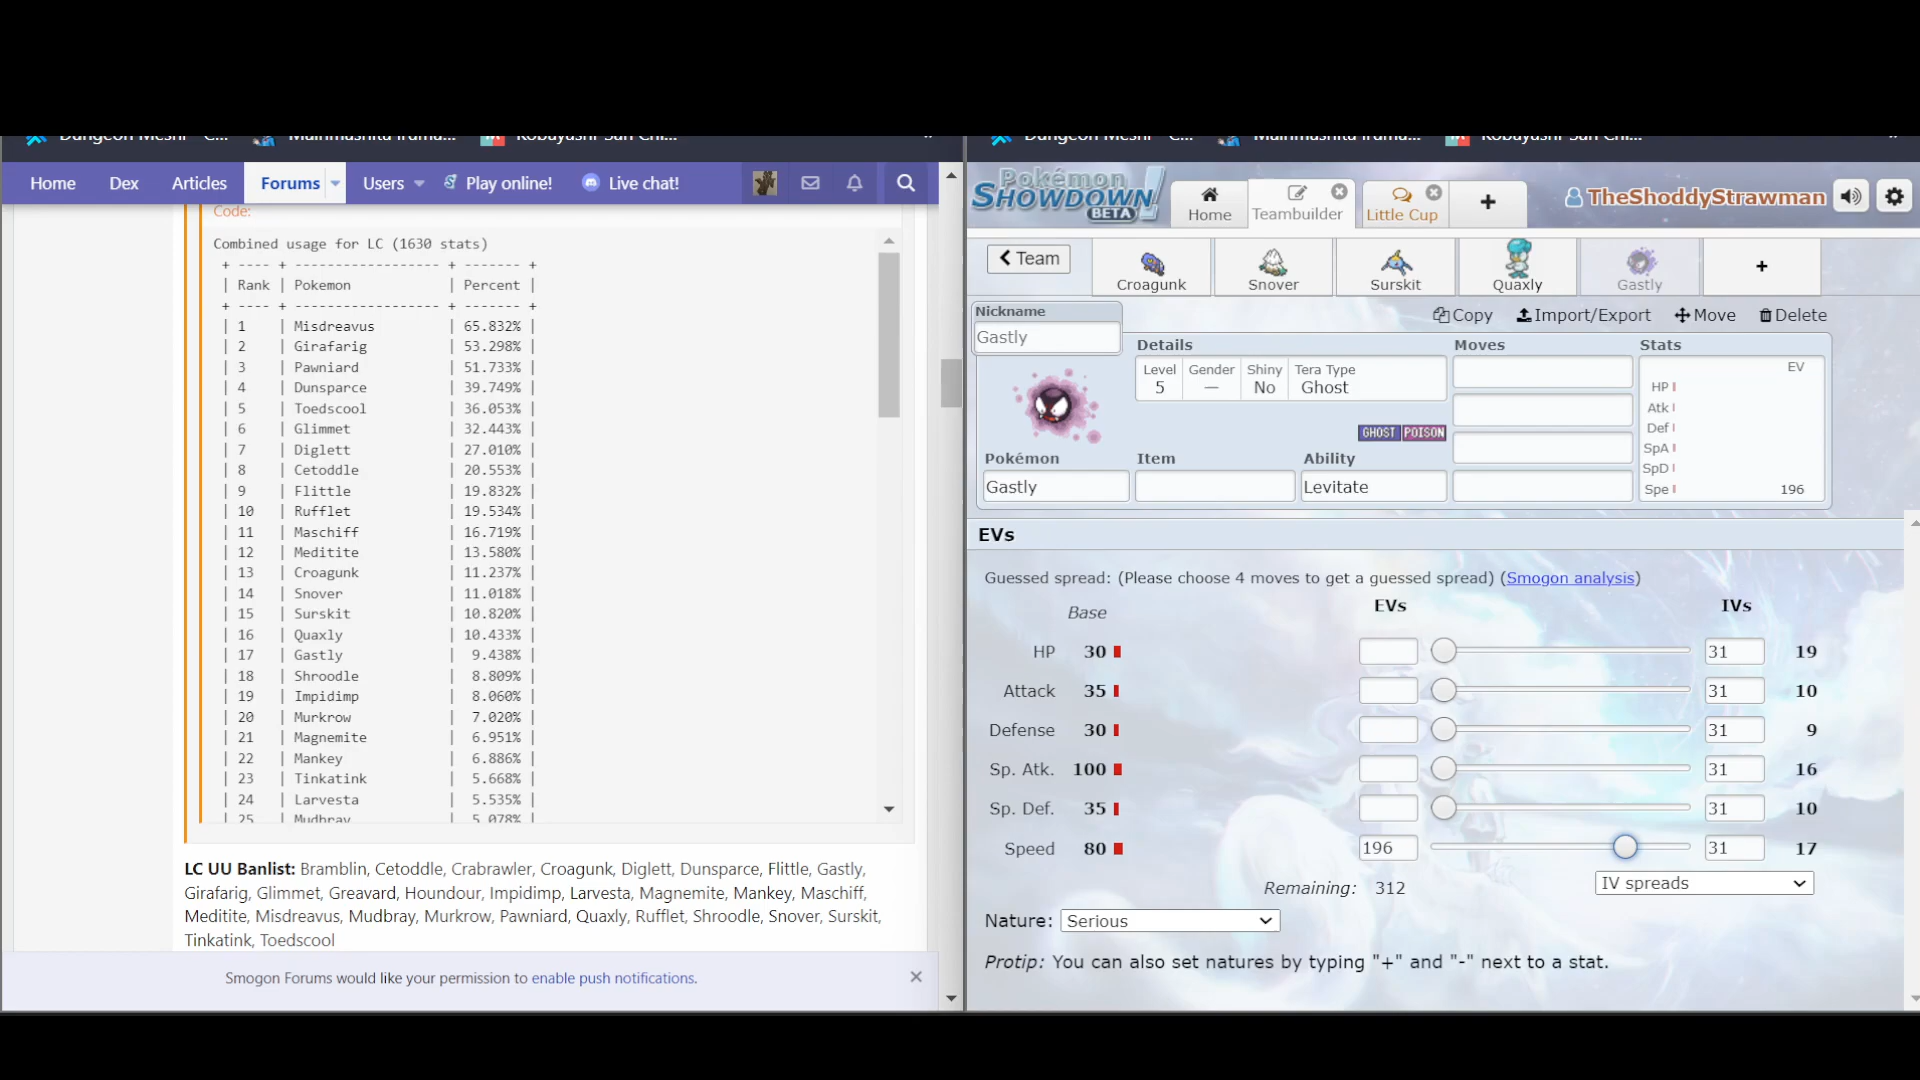 Home Dex Articles Forums Users Play online! Live chat!
Code:
Combined usage for LC (1630 stats)
+ ---- + ------------------ + ------- +
| Rank | Pokemon | Percent |
+ ---- + ------------------ + ------- +
| 1 | Misdreavus | 65.832% |
| 2 | Girafarig | 53.298% |
| 3 | Pawniard | 51.733% |
| 4 | Dunsparce | 39.749% |
| 5 | Toedscool | 36.053% |
| 6 | Glimmet | 32.443% |
| 7 | Diglett | 27.010% |
| 8 | Cetoddle | 20.553% |
| 9 | Flittle | 19.832% |
| 10 | Rufflet | 19.534% |
| 11 | Maschiff | 16.719% |
| 12 | Meditite | 13.580% |
| 13 | Croagunk | 11.237% |
| 14 | Snover | 11.018% |
| 15 | Surskit | 10.820% |
| 16 | Quaxly | 10.433% |
| 17 | Gastly | 9.438% |
| 18 | Shroodle | 8.809% |
| 19 | Impidimp | 8.060% |
| 20 | Murkrow | 7.020% |
| 21 | Magnemite | 6.951% |
| 22 | Mankey | 6.886% |
| 23 | Tinkatink | 5.668% |
| 24 | Larvesta | 5.535% |
| 25 | Mudbray | 5.078% |
LC UU Banlist: Bramblin, Cetoddle, Crabrawler, Croagunk, Diglett, Dunsparce, Flittle, Gastly,
Girafarig, Glimmet, Greavard, Houndour, Impidimp, Larvesta, Magnemite, Mankey, Maschiff,
Meditite, Misdreavus, Mudbray, Murkrow, Pawniard, Quaxly, Rufflet, Shroodle, Snover, Surskit,
Tinkatink, Toedscool
Smogon Forums would like your permission to enable push notifications.
Pokémon
SHOWDOWN!
BETA
Home Teambuilder Little Cup +
TheShoddyStrawman
Team
Croagunk Snover Surskit Quaxly Gastly +
Copy Import/Export Move Delete
Nickname
Gastly
Details Moves Stats
Level Gender Shiny Tera Type
5 — No Ghost
GHOST POISON
Pokémon Item Ability
Gastly Levitate
EV
HP
Atk
Def
SpA
SpD
Spe 196
EVs
Guessed spread: (Please choose 4 moves to get a guessed spread) (Smogon analysis)
Base EVs IVs
HP 30 31 19
Attack 35 31 10
Defense 30 31 9
Sp. Atk. 100 31 16
Sp. Def. 35 31 10
Speed 80 196 31 17
Remaining: 312 IV spreads
Nature: Serious
Protip: You can also set natures by typing "+" and "-" next to a stat.